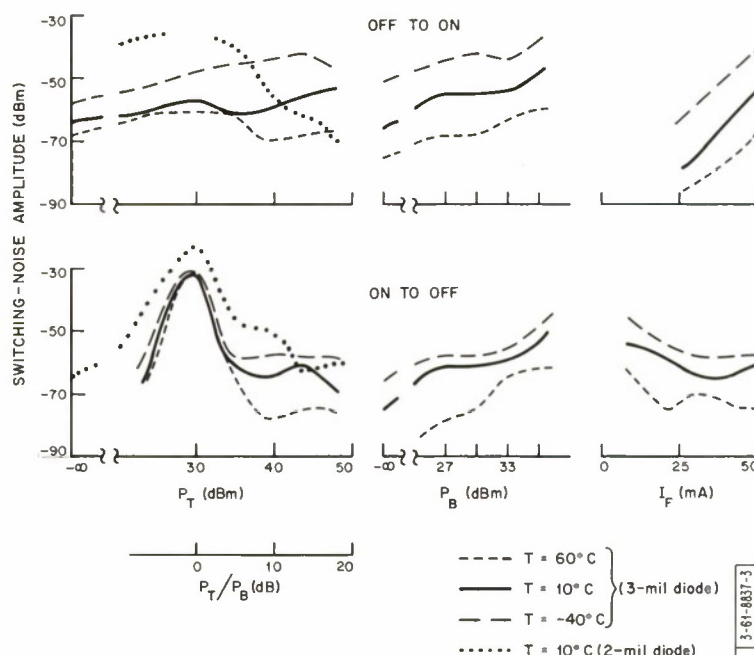 OFF TO ON
SWITCHING-NOISE AMPLITUDE (dBm)
-30
-50
-70
-90
ON TO OFF
-30
-50
-70
-90
-∞ 30 40 50
P_T (dBm)
-∞ 27 33
P_B (dBm)
0 25 50
I_F (mA)
0 10 20
P_T/P_B (dB)
T = 60°C
T = 10°C (3-mil diode)
T = -40°C
T = 10°C (2-mil diode)
3-61-8837-3